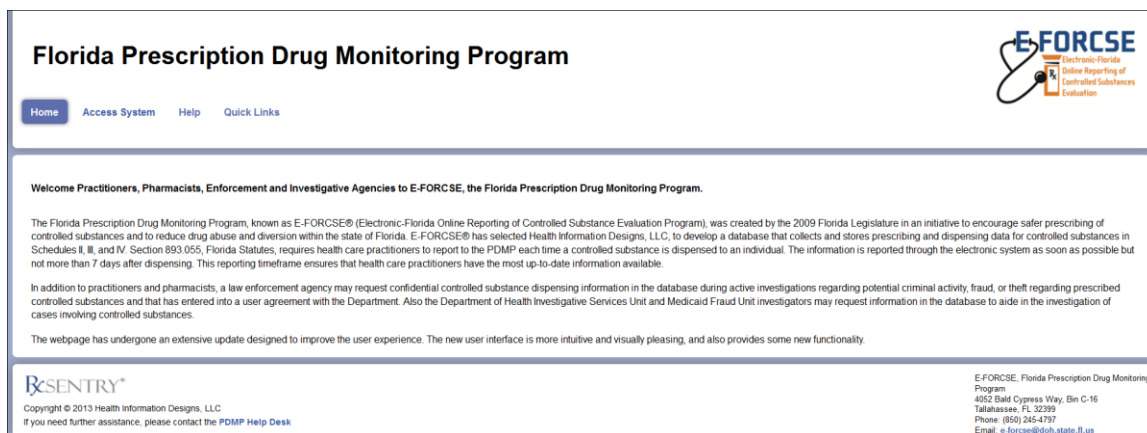 Florida Prescription Drug Monitoring Program
E-FORCSE
Electronic-Florida
Online Reporting of
Controlled Substances
Evaluation
Rx
Home Access System Help Quick Links
Welcome Practitioners, Pharmacists, Enforcement and Investigative Agencies to E-FORCSE, the Florida Prescription Drug Monitoring Program.
The Florida Prescription Drug Monitoring Program, known as E-FORCSE® (Electronic-Florida Online Reporting of Controlled Substance Evaluation Program), was created by the 2009 Florida Legislature in an initiative to encourage safer prescribing of
controlled substances and to reduce drug abuse and diversion within the state of Florida. E-FORCSE® has selected Health Information Designs, LLC, to develop a database that collects and stores prescribing and dispensing data for controlled substances in
Schedules II, III, and IV. Section 893.055, Florida Statutes, requires health care practitioners to report to the PDMP each time a controlled substance is dispensed to an individual. The information is reported through the electronic system as soon as possible but
not more than 7 days after dispensing. This reporting timeframe ensures that health care practitioners have the most up-to-date information available.
In addition to practitioners and pharmacists, a law enforcement agency may request confidential controlled substance dispensing information in the database during active investigations regarding potential criminal activity, fraud, or theft regarding prescribed
controlled substances and that has entered into a user agreement with the Department. Also the Department of Health Investigative Services Unit and Medicaid Fraud Unit investigators may request information in the database to aide in the investigation of
cases involving controlled substances.
The webpage has undergone an extensive update designed to improve the user experience. The new user interface is more intuitive and visually pleasing, and also provides some new functionality.
RxSENTRY®
Copyright © 2013 Health Information Designs, LLC
If you need further assistance, please contact the PDMP Help Desk
E-FORCSE, Florida Prescription Drug Monitoring
Program
4052 Bald Cypress Way, Bin C-16
Tallahassee, FL 32399
Phone: (850) 245-4797
Email: e-forcse@doh.state.fl.us